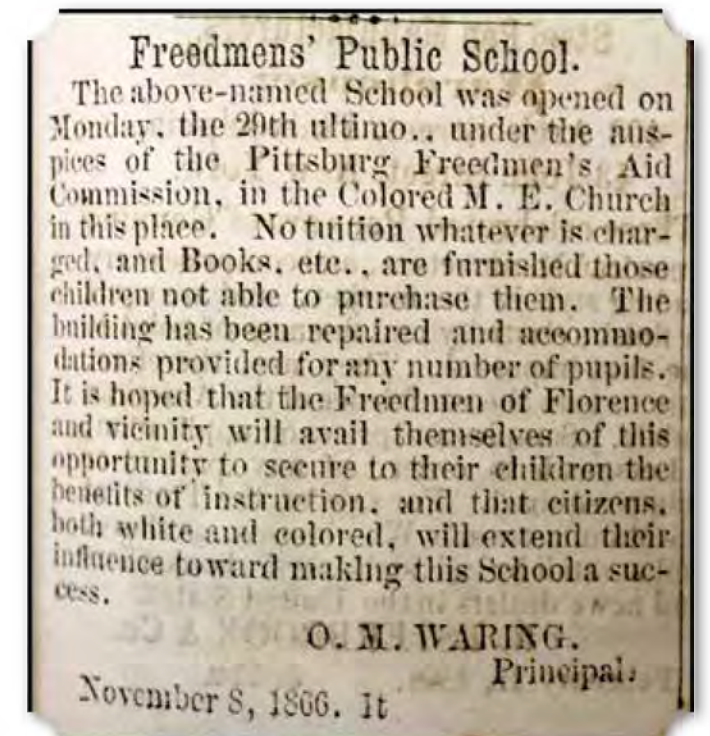 Freedmens' Public School.
The above-named School was opened on
Monday, the 29th ultimo., under the aus-
pices of the Pittsburg Freedmen's Aid
Commission, in the Colored M. E. Church
in this place. No tuition whatever is char-
ged, and Books, etc., are furnished those
children not able to purchase them. The
building has been repaired and accommo-
dations provided for any number of pupils.
It is hoped that the Freedmen of Florence
and vicinity will avail themselves of this
opportunity to secure to their children the
benefits of instruction, and that citizens,
both white and colored, will extend their
influence toward making this School a suc-
cess.
O. M. WARING.
Principal.
November 8, 1866. 1t